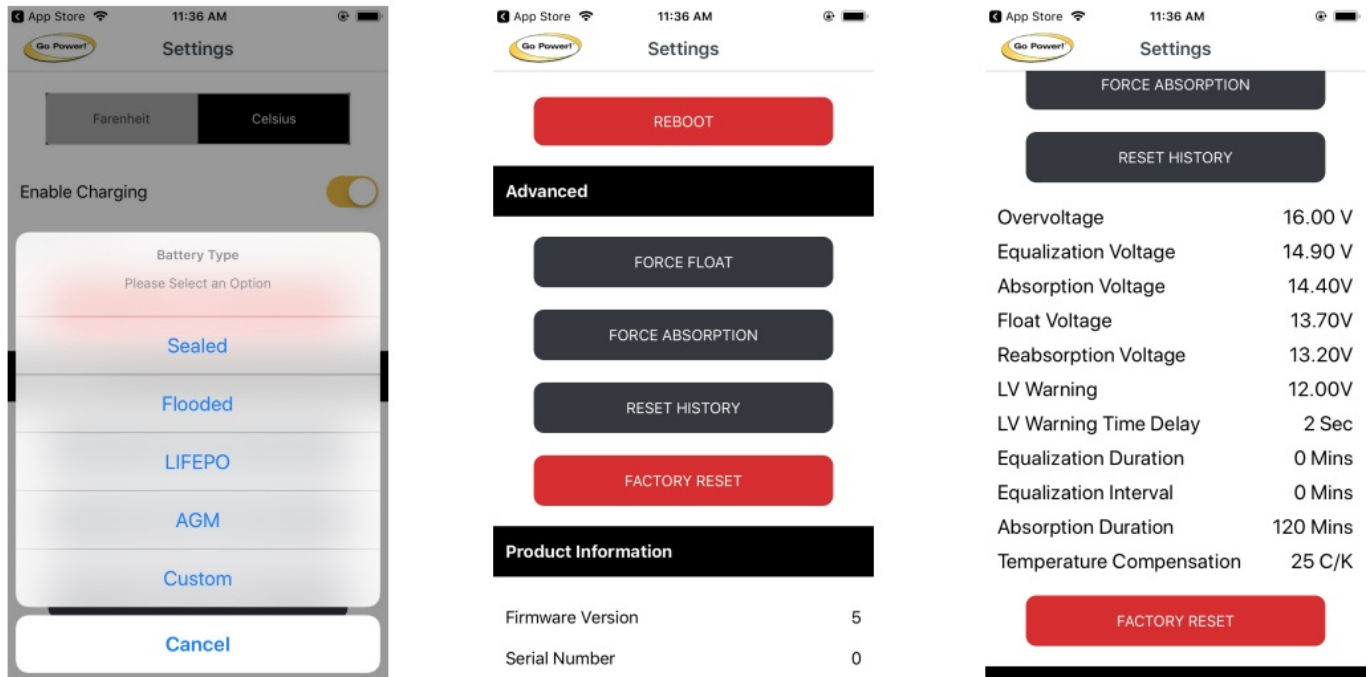 App Store 11:36 AM
Go Power!
Settings
Farenheit Celsius
Enable Charging
Battery Type
Please Select an Option
Sealed
Flooded
LIFEPO
AGM
Custom
Cancel
App Store 11:36 AM
Go Power!
Settings
REBOOT
Advanced
FORCE FLOAT
FORCE ABSORPTION
RESET HISTORY
FACTORY RESET
Product Information
Firmware Version 5
Serial Number 0
App Store 11:36 AM
Go Power!
Settings
FORCE ABSORPTION
RESET HISTORY
Overvoltage 16.00 V
Equalization Voltage 14.90 V
Absorption Voltage 14.40V
Float Voltage 13.70V
Reabsorption Voltage 13.20V
LV Warning 12.00V
LV Warning Time Delay 2 Sec
Equalization Duration 0 Mins
Equalization Interval 0 Mins
Absorption Duration 120 Mins
Temperature Compensation 25 C/K
FACTORY RESET